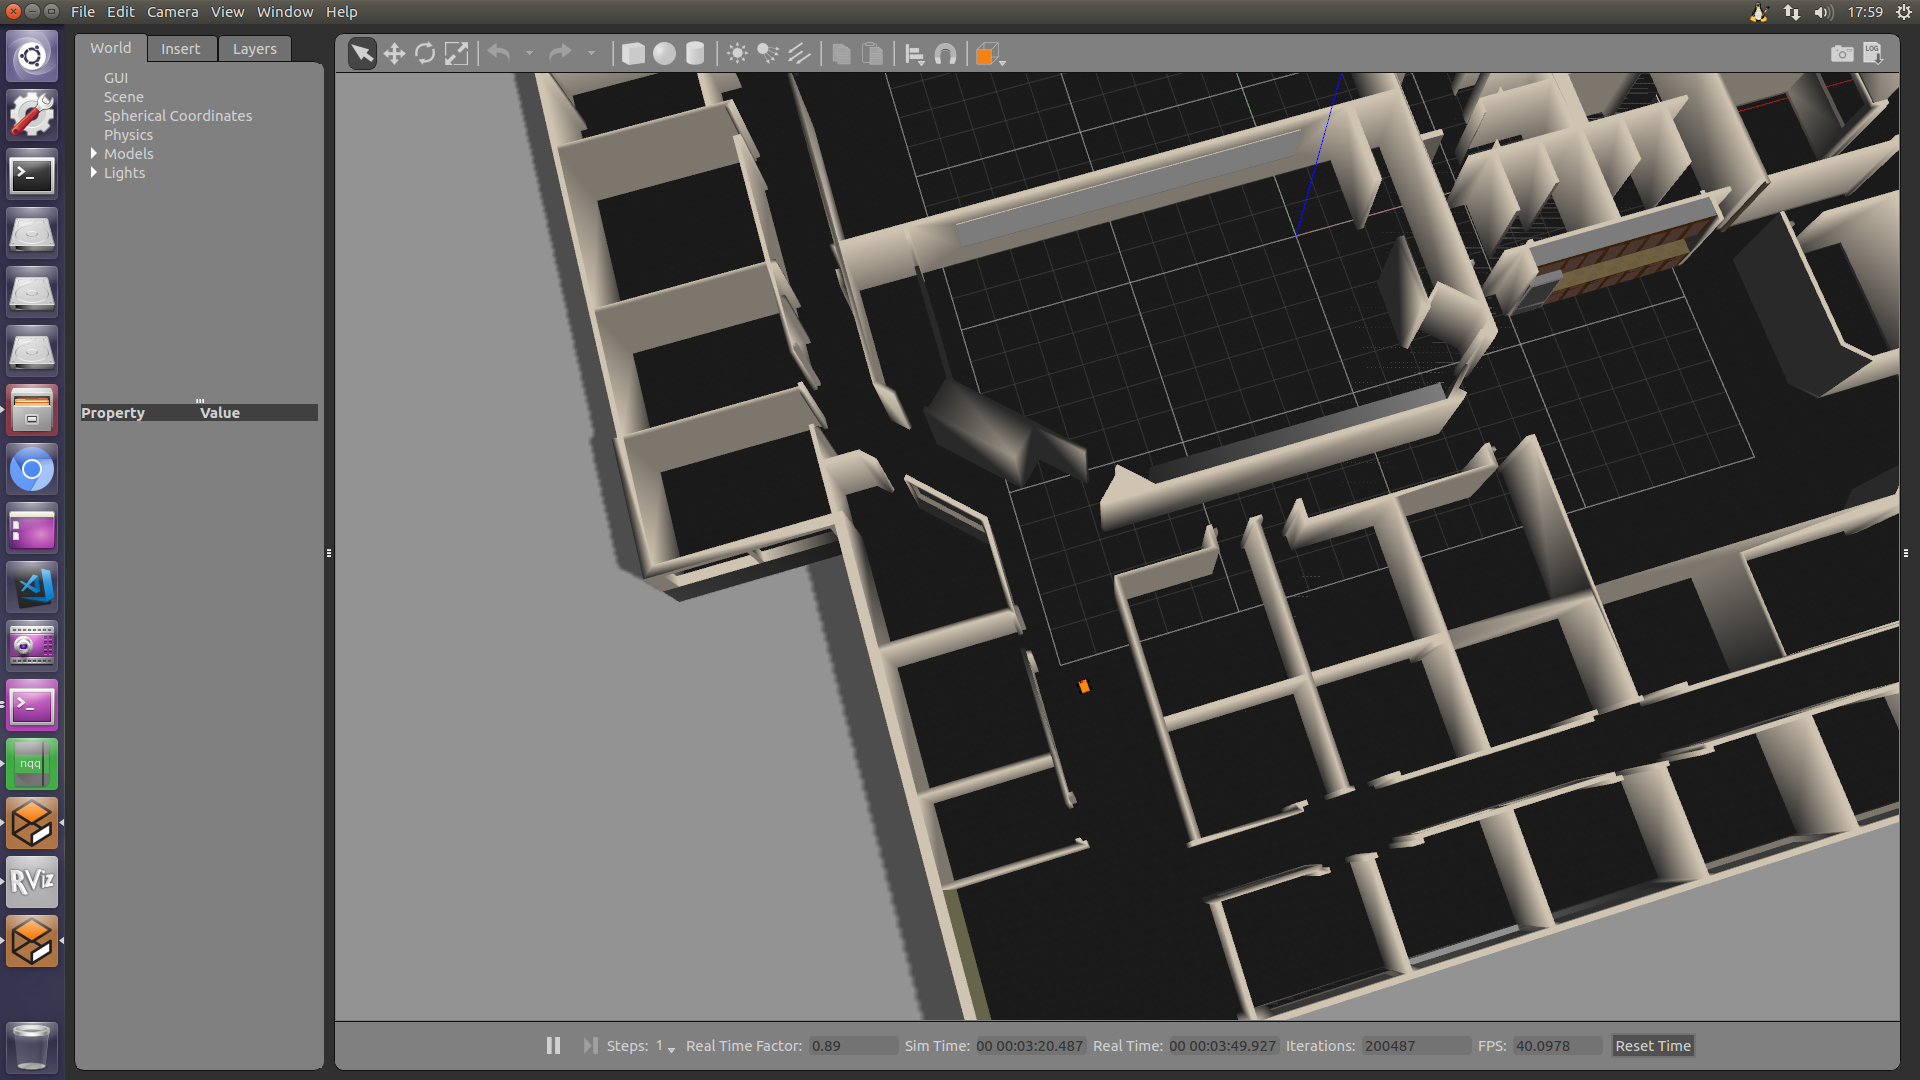 File Edit Camera View Window Help
17:59
World Insert Layers
LOG
GUI
Scene
Spherical Coordinates
Physics
Models
Lights
Property Value
>_
>_
nqq
RViz
Steps: 1 Real Time Factor: 0.89 Sim Time: 00 00:03:20.487 Real Time: 00 00:03:49.927 Iterations: 200487 FPS: 40.0978 Reset Time